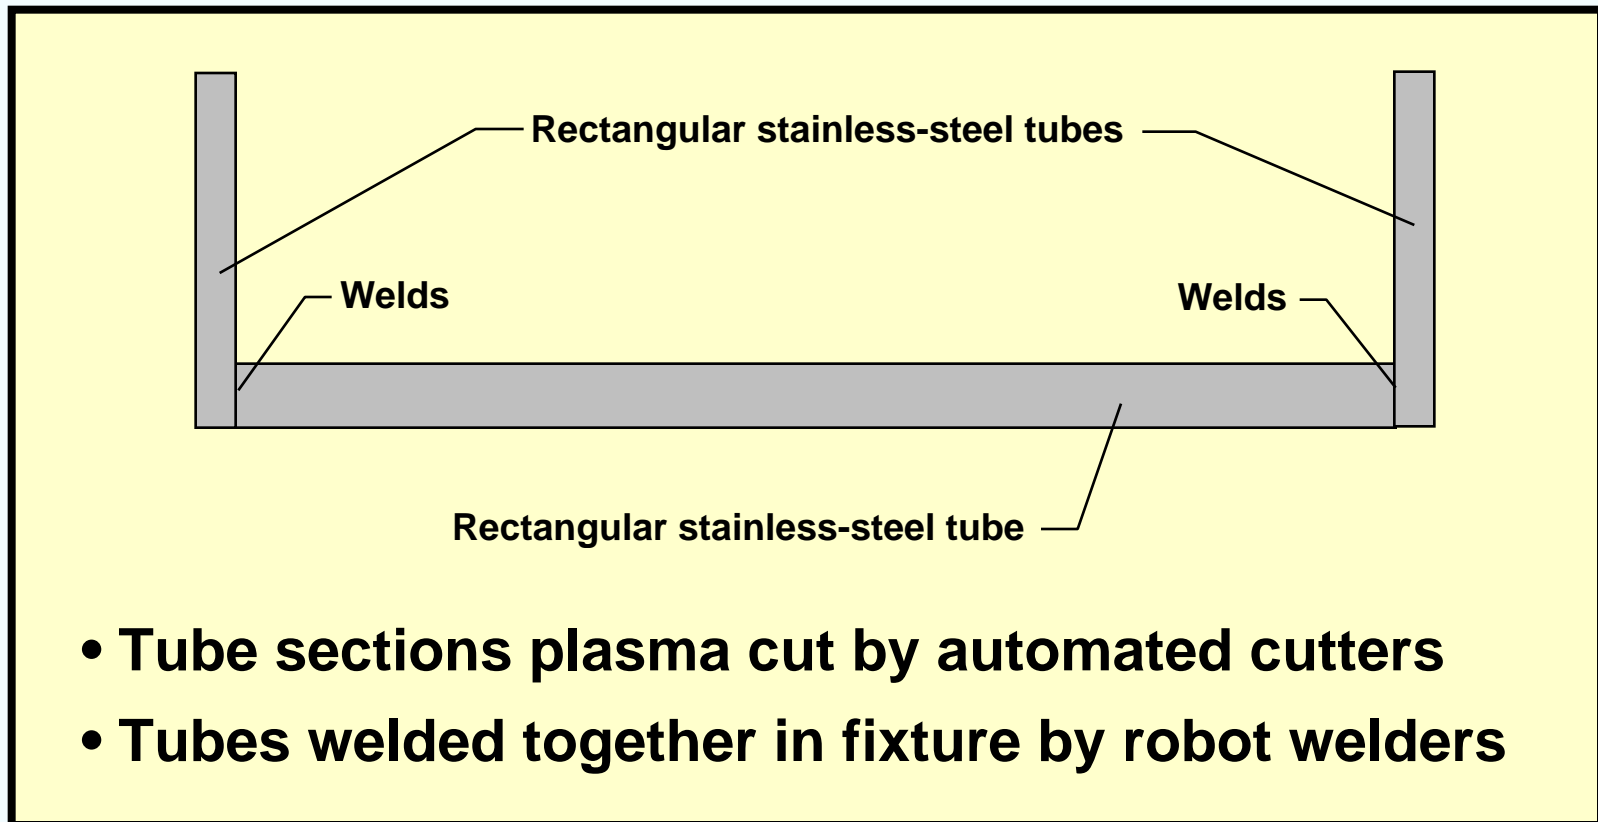 Rectangular stainless-steel tubes
Welds
Welds
Rectangular stainless-steel tube
• Tube sections plasma cut by automated cutters
• Tubes welded together in fixture by robot welders